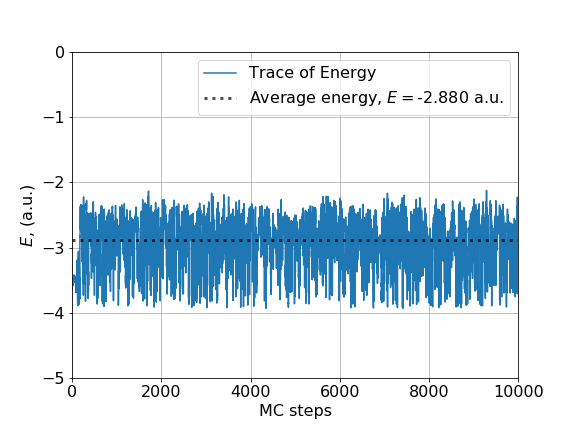 0
−1
−2
−3
−4
−5
E, (a.u.)
Trace of Energy
Average energy, E = -2.880 a.u.
0 2000 4000 6000 8000 10000
MC steps